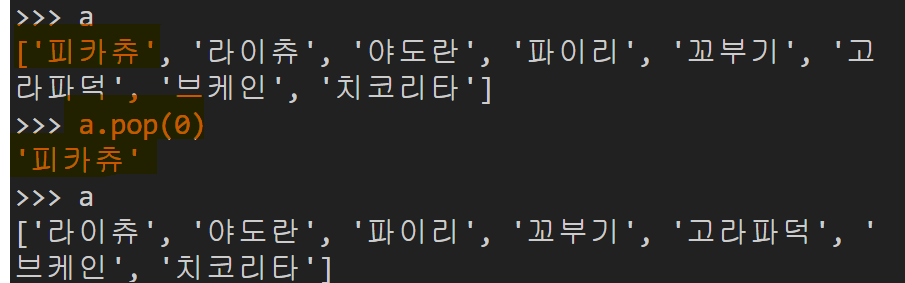 >>> a
['피카츄', '라이츄', '야도란', '파이리', '꼬부기', '고
라파덕', '브케인', '치코리타']
>>> a.pop(0)
'피카츄'
>>> a
['라이츄', '야도란', '파이리', '꼬부기', '고라파덕', '
브케인', '치코리타']